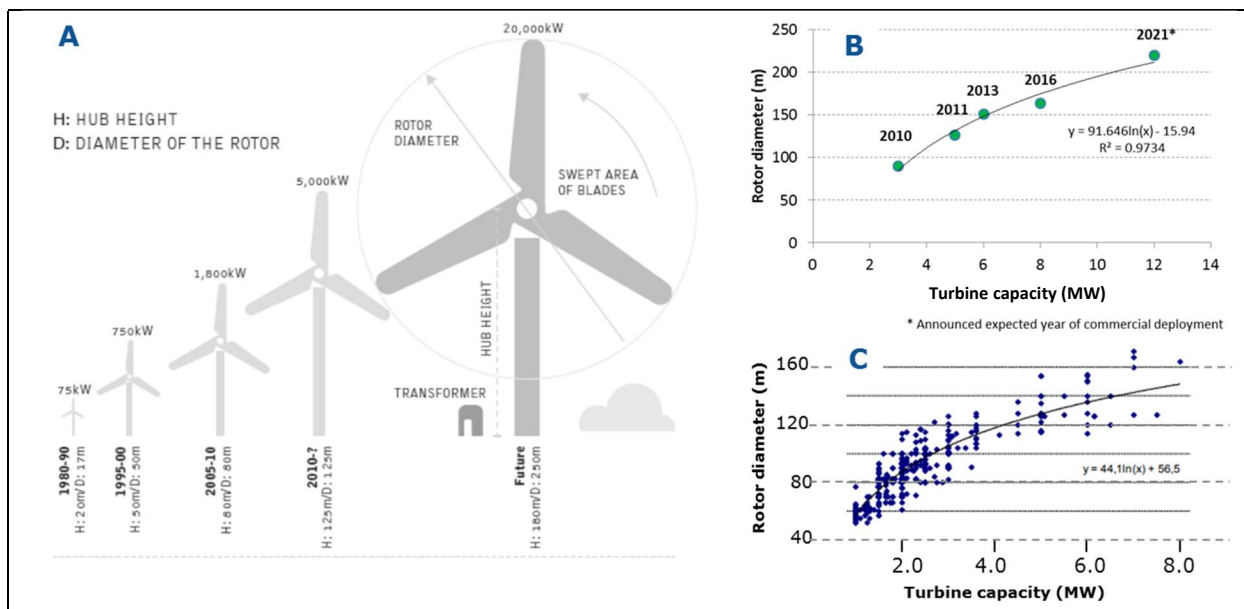 A
H: HUB HEIGHT
D: DIAMETER OF THE ROTOR
20,000kW
ROTOR
DIAMETER
SWEPT AREA
OF BLADES
5,000kW
1,800kW
750kW
75kW
HUB HEIGHT
TRANSFORMER
1980-90
H: 20m/D: 17m
1995-00
H: 50m/D: 50m
2005-10
H: 80m/D: 80m
2010-?
H: 125m/D: 125m
Future
H: 180m/D: 250m
B
Rotor diameter (m)
250
200
150
100
50
0
2010
2011
2013
2016
2021*
y = 91.646ln(x) - 15.94
R² = 0.9734
0 2 4 6 8 10 12 14
Turbine capacity (MW)
* Announced expected year of commercial deployment
C
Rotor diameter (m)
160
120
80
40
y = 44,1ln(x) + 56,5
2.0 4.0 6.0 8.0
Turbine capacity (MW)